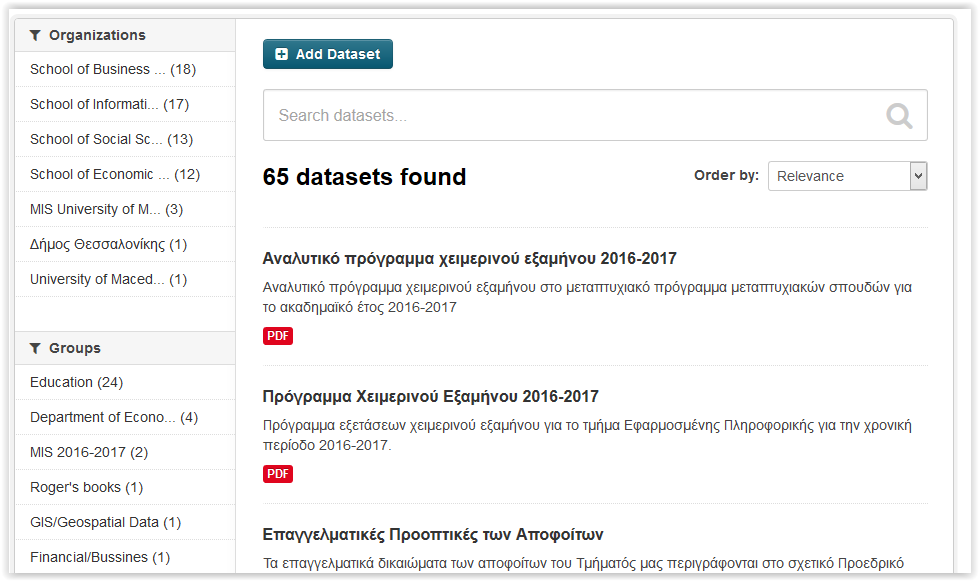 Organizations
School of Business ... (18)
School of Informati... (17)
School of Social Sc... (13)
School of Economic ... (12)
MIS University of M... (3)
Δήμος Θεσσαλονίκης (1)
University of Maced... (1)
Groups
Education (24)
Department of Econo... (4)
MIS 2016-2017 (2)
Roger's books (1)
GIS/Geospatial Data (1)
Financial/Bussines (1)
Add Dataset
Search datasets...
65 datasets found
Order by: Relevance
Αναλυτικό πρόγραμμα χειμερινού εξαμήνου 2016-2017
Αναλυτικό πρόγραμμα χειμερινού εξαμήνου στο μεταπτυχιακό πρόγραμμα μεταπτυχιακών σπουδών για
το ακαδημαϊκό έτος 2016-2017
PDF
Πρόγραμμα Χειμερινού Εξαμήνου 2016-2017
Πρόγραμμα εξετάσεων χειμερινού εξαμήνου για το τμήμα Εφαρμοσμένης Πληροφορικής για την χρονική
περίοδο 2016-2017.
PDF
Επαγγελματικές Προοπτικές των Αποφοίτων
Τα επαγγελματικά δικαιώματα των αποφοίτων του Τμήματός μας περιγράφονται στο σχετικό Προεδρικό